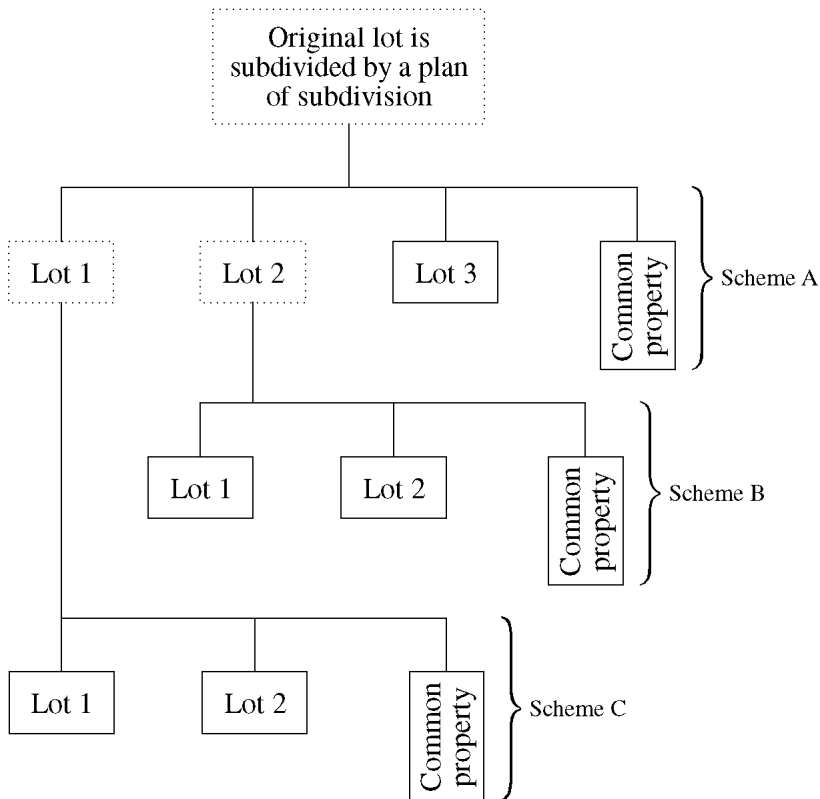 Original lot is
subdivided by a plan
of subdivision
Lot 1
Lot 2
Lot 3
Common
property
Scheme A
Lot 1
Lot 2
Common
property
Scheme B
Lot 1
Lot 2
Common
property
Scheme C